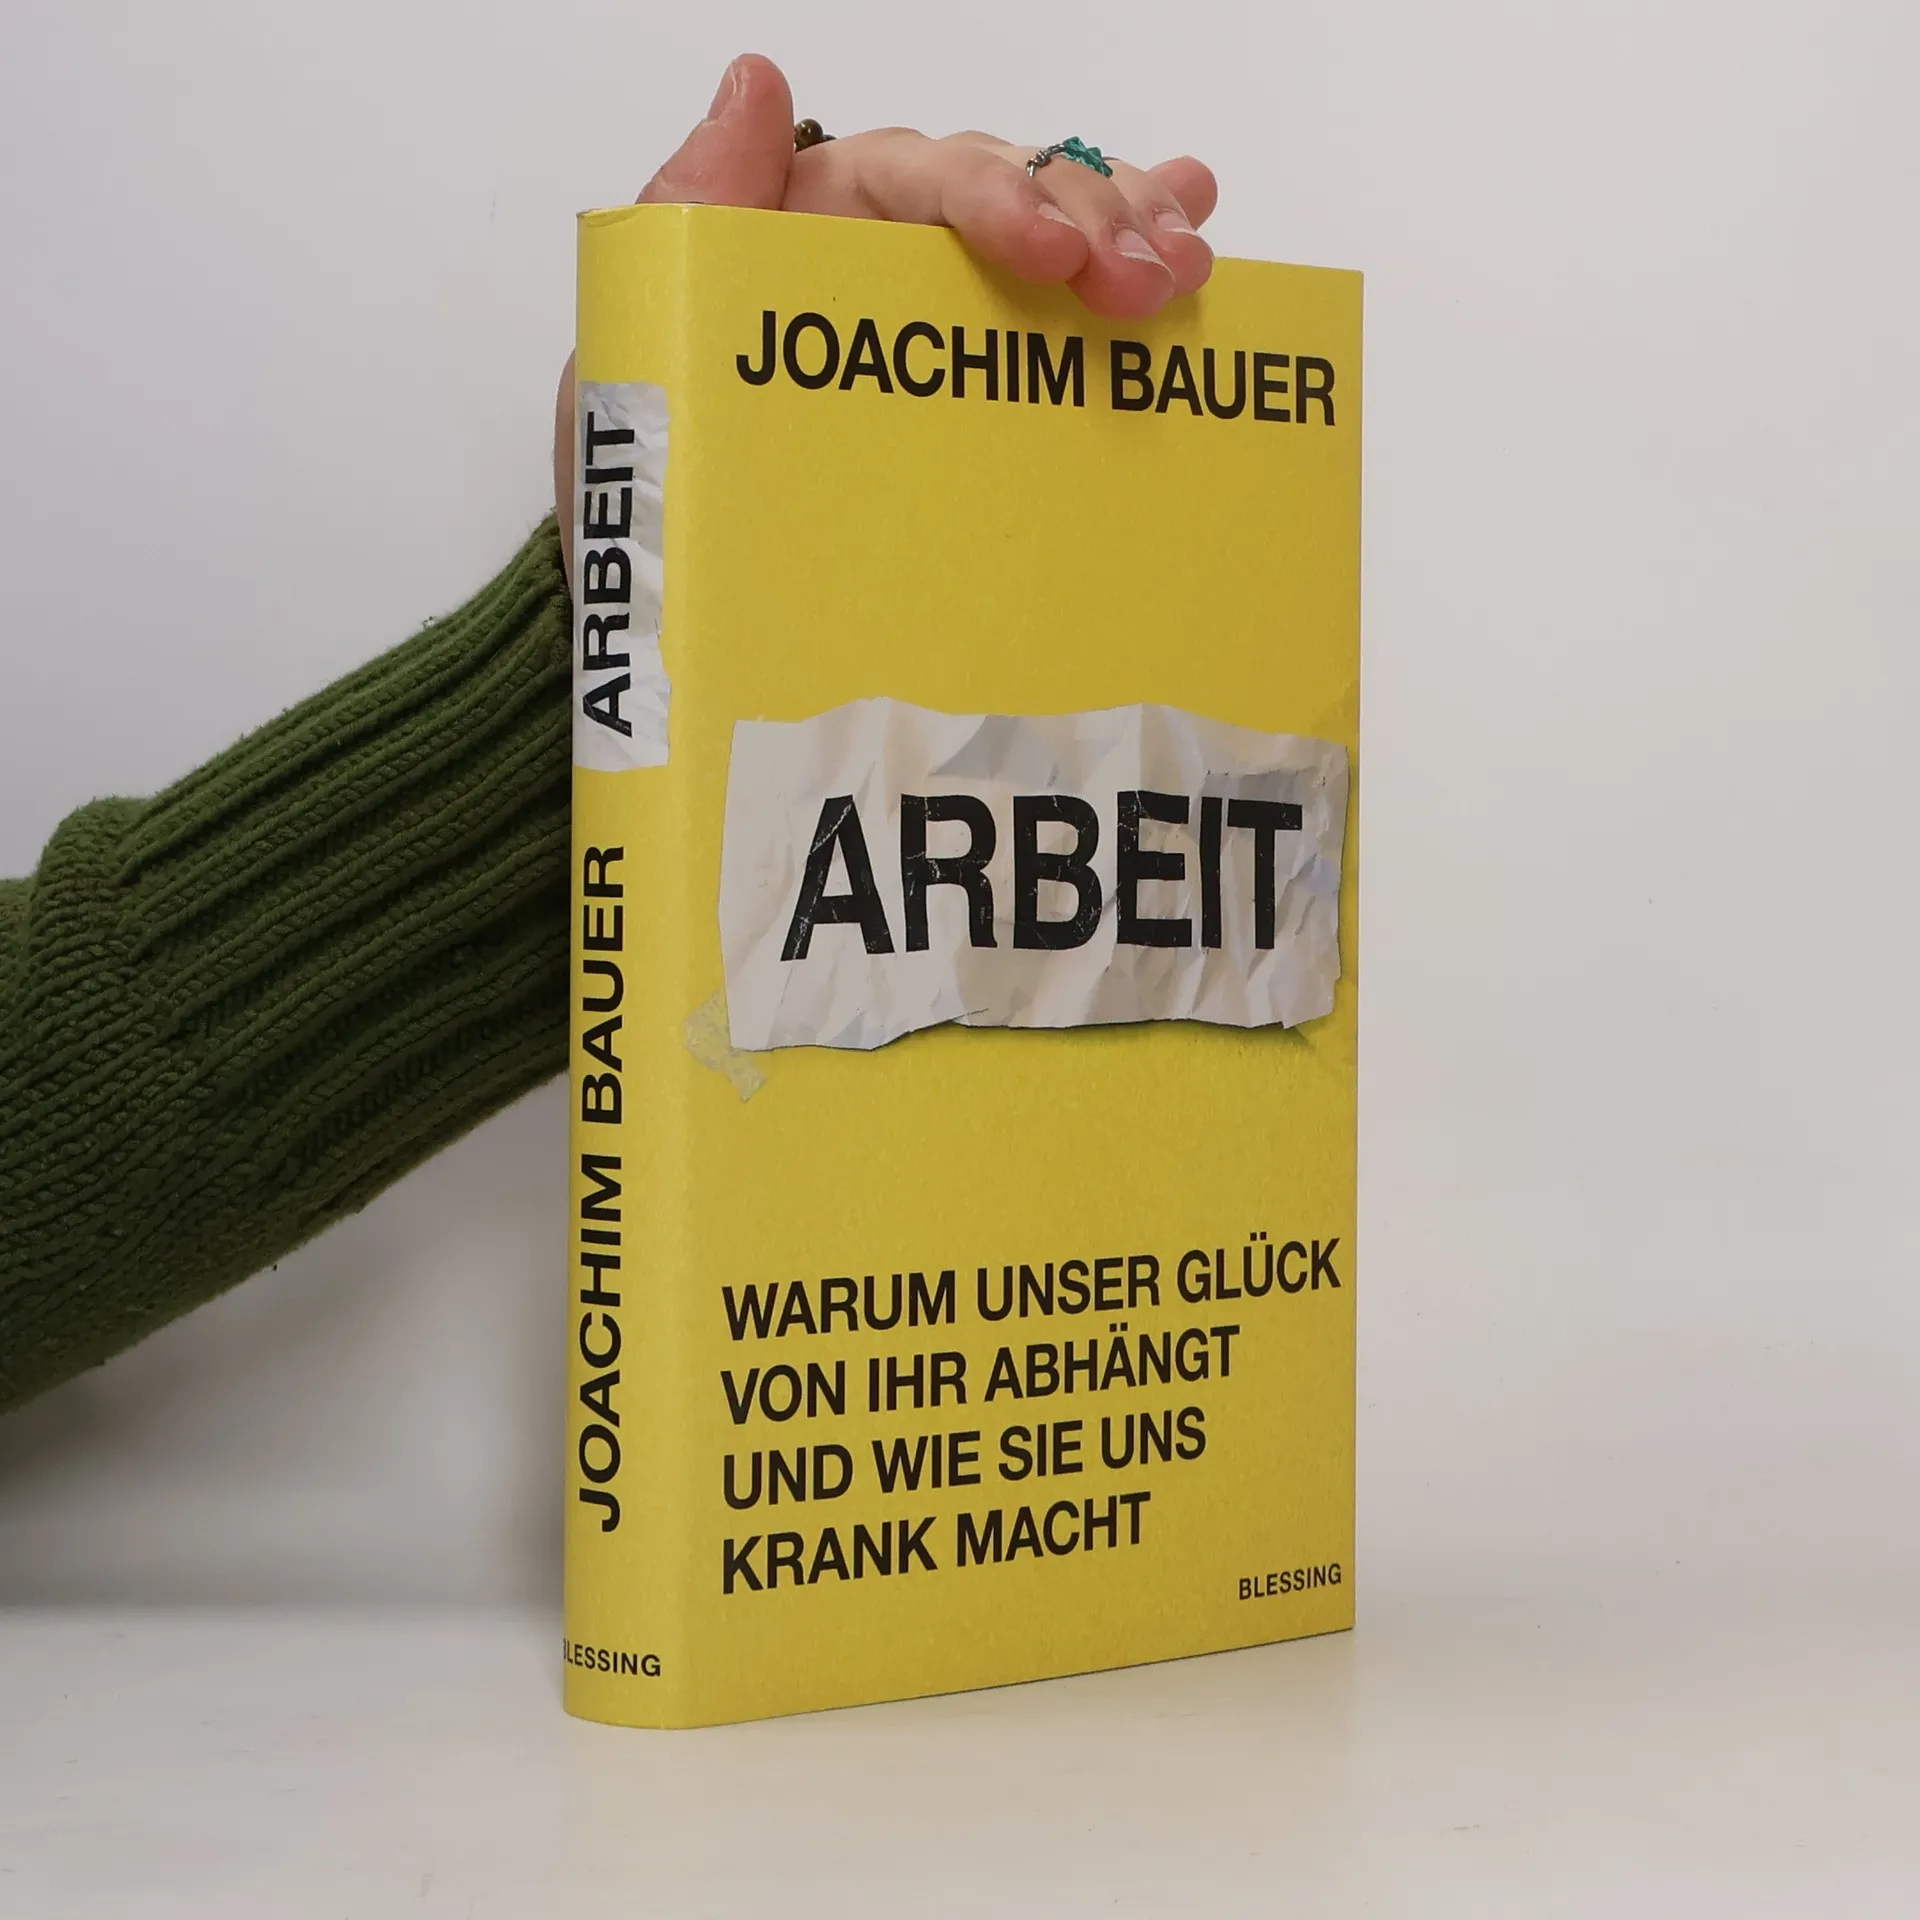 JOACHIM BAUER
ARBEIT
WARUM UNSER GLÜCK
VON IHR ABHÄNGT
UND WIE SIE UNS
KRANK MACHT
BLESSING
JOACHIM BAUER ARBEIT
BLESSING